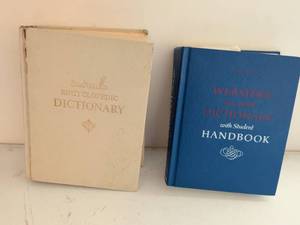 ENCYCLOPEDIC
DICTIONARY
WEBSTER'S
DICTIONARY
with Student
HANDBOOK